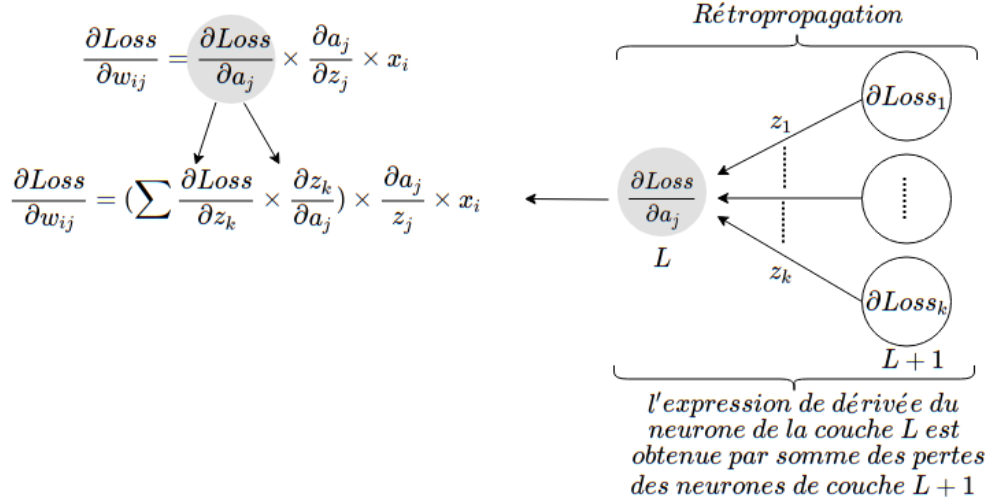 ∂Loss/∂w_ij = ∂Loss/∂a_j × ∂a_j/∂z_j × x_i
∂Loss/∂w_ij = (∑ ∂Loss/∂z_k × ∂z_k/∂a_j) × ∂a_j/z_j × x_i
Rétropropagation
∂Loss₁
z₁
∂Loss/∂a_j
L
z_k
∂Loss_k
L + 1
l'expression de dérivée du
neurone de la couche L est
obtenue par somme des pertes
des neurones de couche L + 1